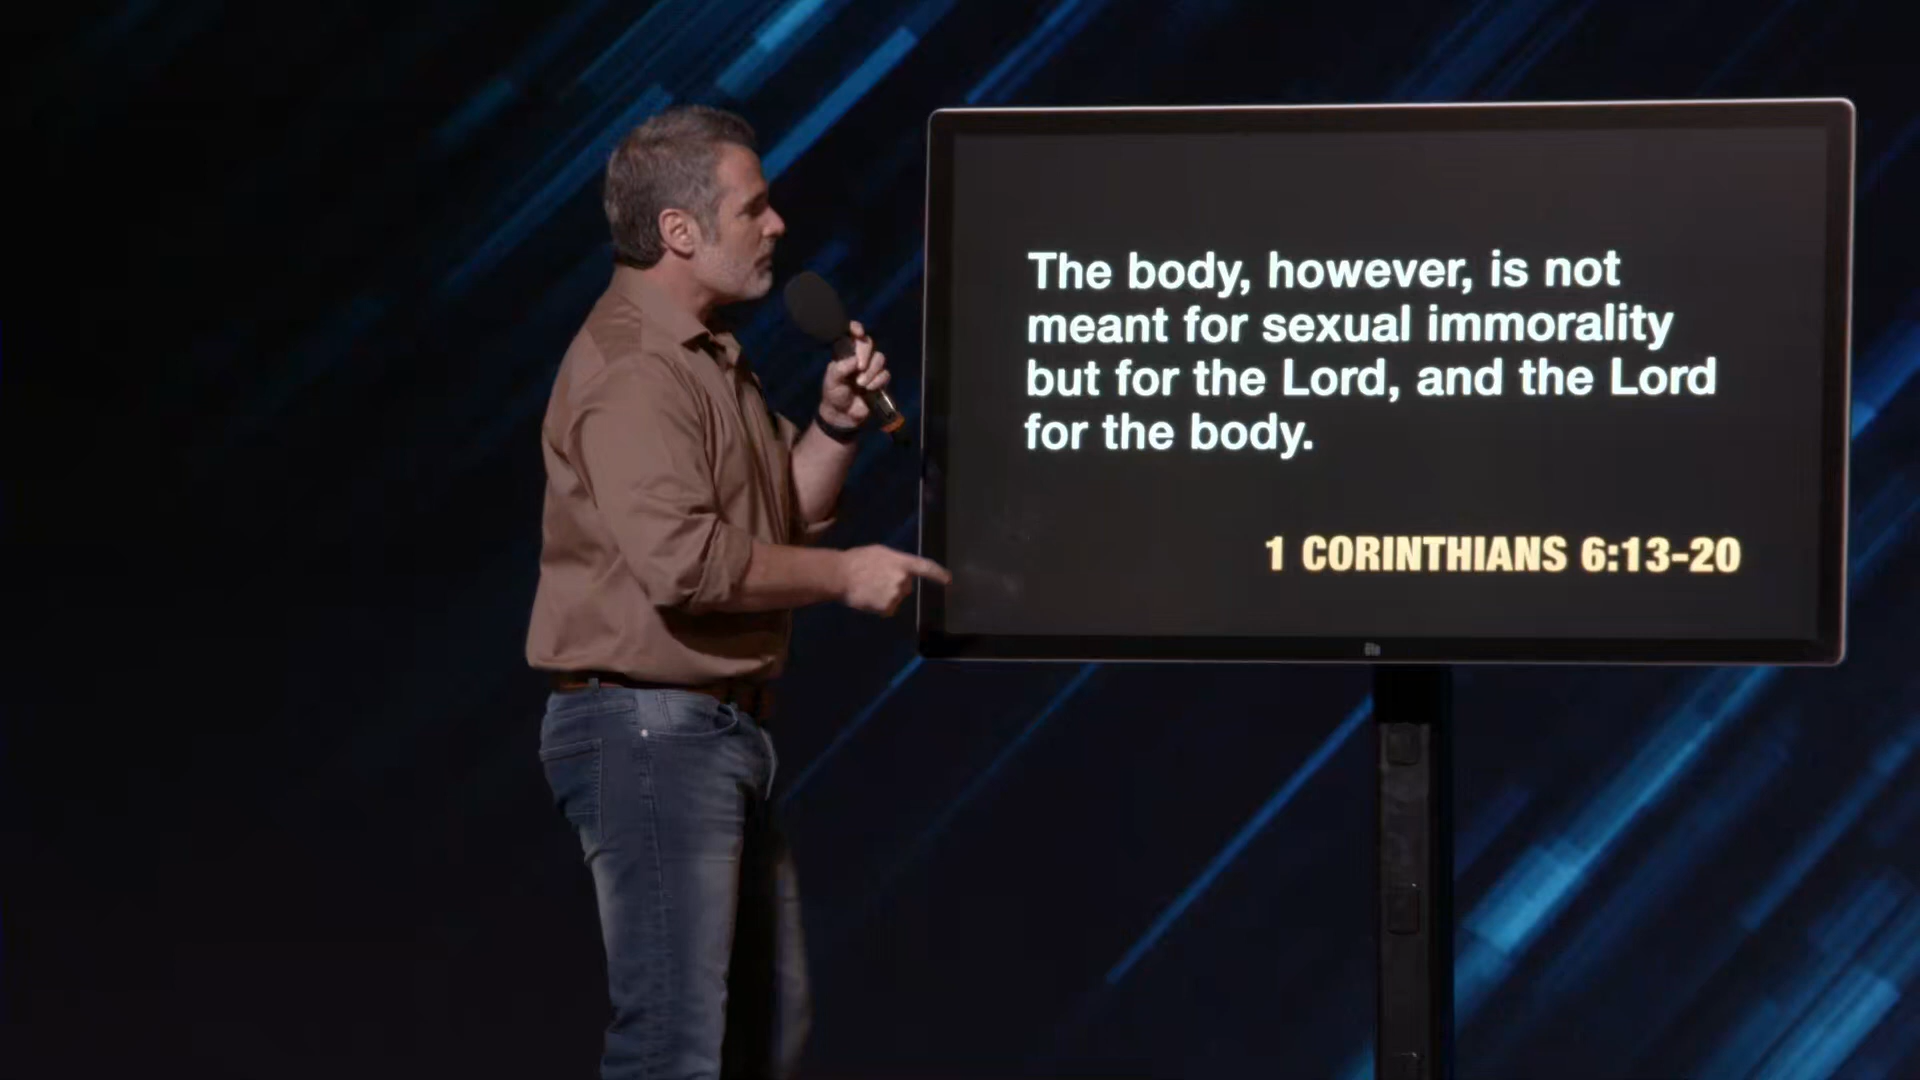 The body, however, is not
meant for sexual immorality
but for the Lord, and the Lord
for the body.
1 CORINTHIANS 6:13-20
elo